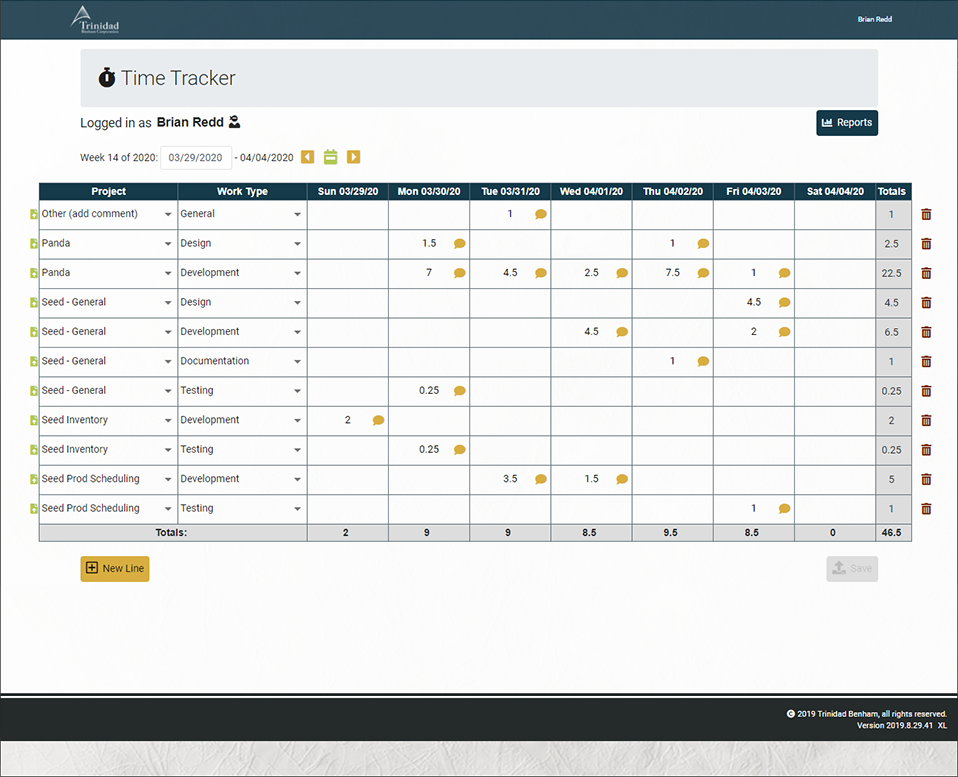 Trinidad
Benham Corporation
Brian Redd
Time Tracker
Logged in as Brian Redd
Reports
Week 14 of 2020: 03/29/2020 - 04/04/2020
Project Work Type Sun 03/29/20 Mon 03/30/20 Tue 03/31/20 Wed 04/01/20 Thu 04/02/20 Fri 04/03/20 Sat 04/04/20 Totals
Other (add comment) General 1 1
Panda Design 1.5 1 2.5
Panda Development 7 4.5 2.5 7.5 1 22.5
Seed - General Design 4.5 4.5
Seed - General Development 4.5 2 6.5
Seed - General Documentation 1 1
Seed - General Testing 0.25 0.25
Seed Inventory Development 2 2
Seed Inventory Testing 0.25 0.25
Seed Prod Scheduling Development 3.5 1.5 5
Seed Prod Scheduling Testing 1 1
Totals: 2 9 9 8.5 9.5 8.5 0 46.5
New Line Save
© 2019 Trinidad Benham, all rights reserved.
Version 2019.8.29.41 XL